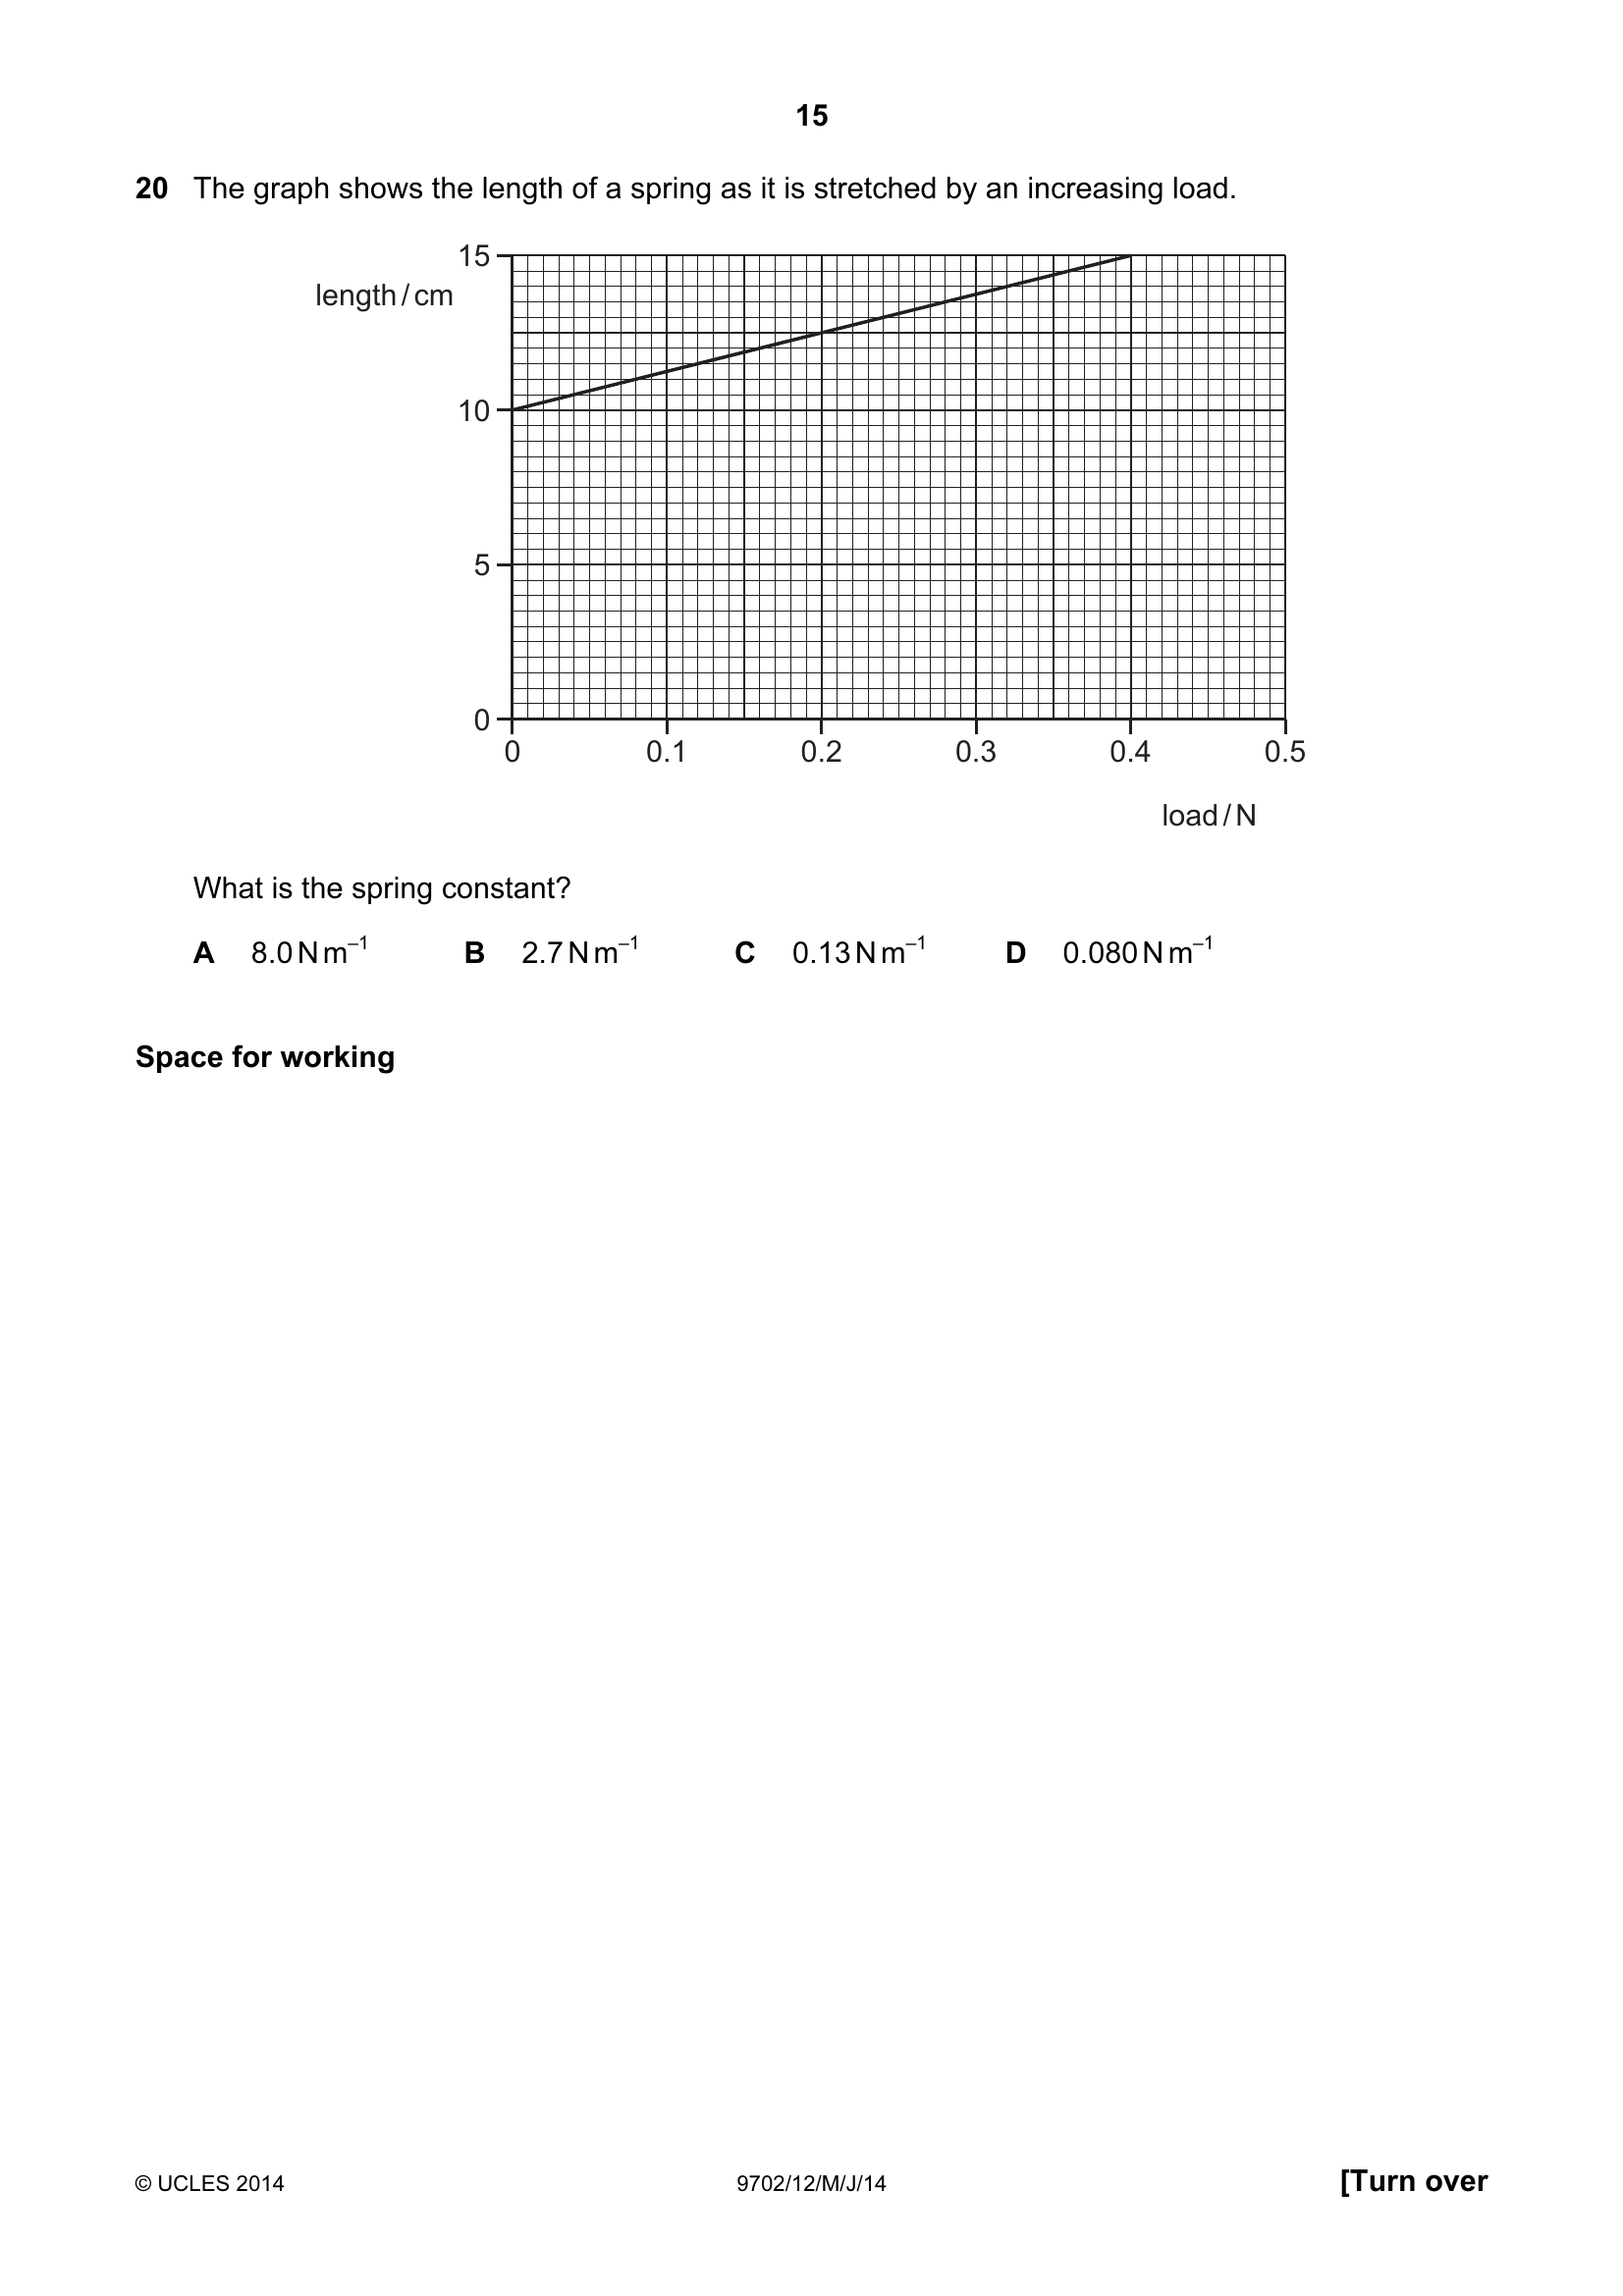 15
20 The graph shows the length of a spring as it is stretched by an increasing load.
15
length / cm
10
5
0
0 0.1 0.2 0.3 0.4 0.5
load / N
What is the spring constant?
A 8.0 N m⁻¹ B 2.7 N m⁻¹ C 0.13 N m⁻¹ D 0.080 N m⁻¹
Space for working
© UCLES 2014 9702/12/M/J/14 [Turn over